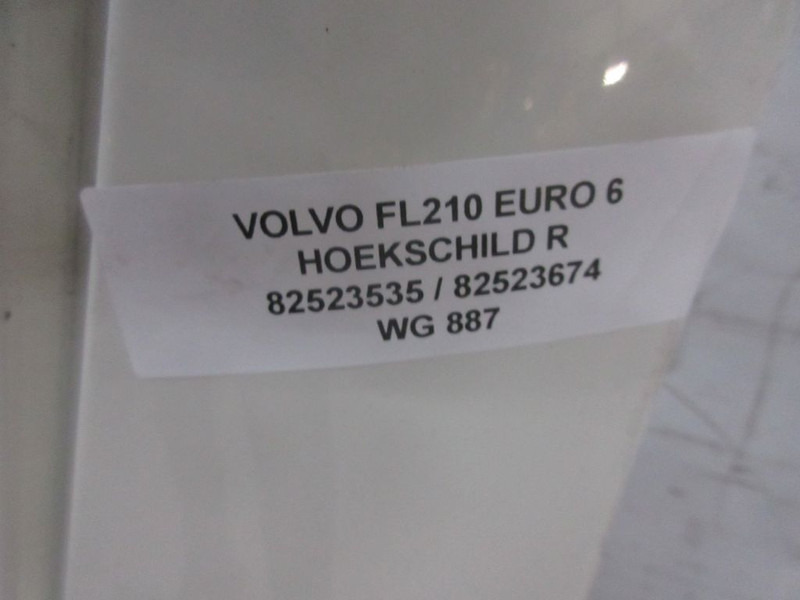 VOLVO FL210 EURO 6
HOEKSCHILD R
82523535 / 82523674
WG 887